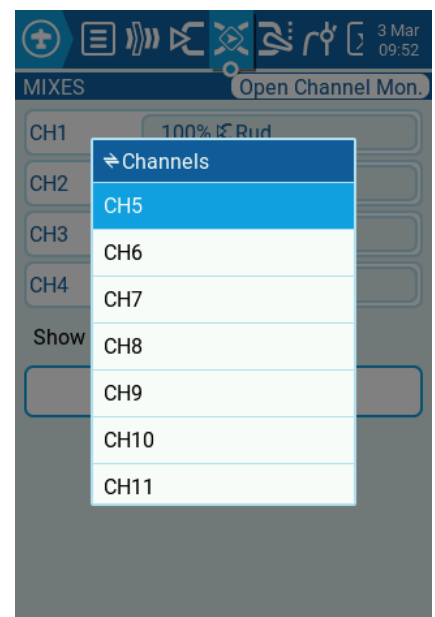 3 Mar
09:52
MIXES
Open Channel Mon.
CH1
100% Rud
CH2
CH3
CH4
Show
Channels
CH5
CH6
CH7
CH8
CH9
CH10
CH11